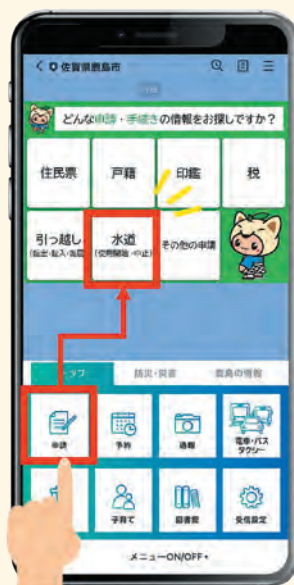 佐賀県鹿島市
どんな申請・手続きの情報をお探しですか？
住民票
戸籍
印鑑
税
引っ越し
(転出・転入・転居)
水道
(使用開始・中止)
その他の申請
トップ
防災・災害
鹿島の情報
申請
予約
通報
電車・バス
タクシー
子育て
図書館
受信設定
メニューON/OFF▾